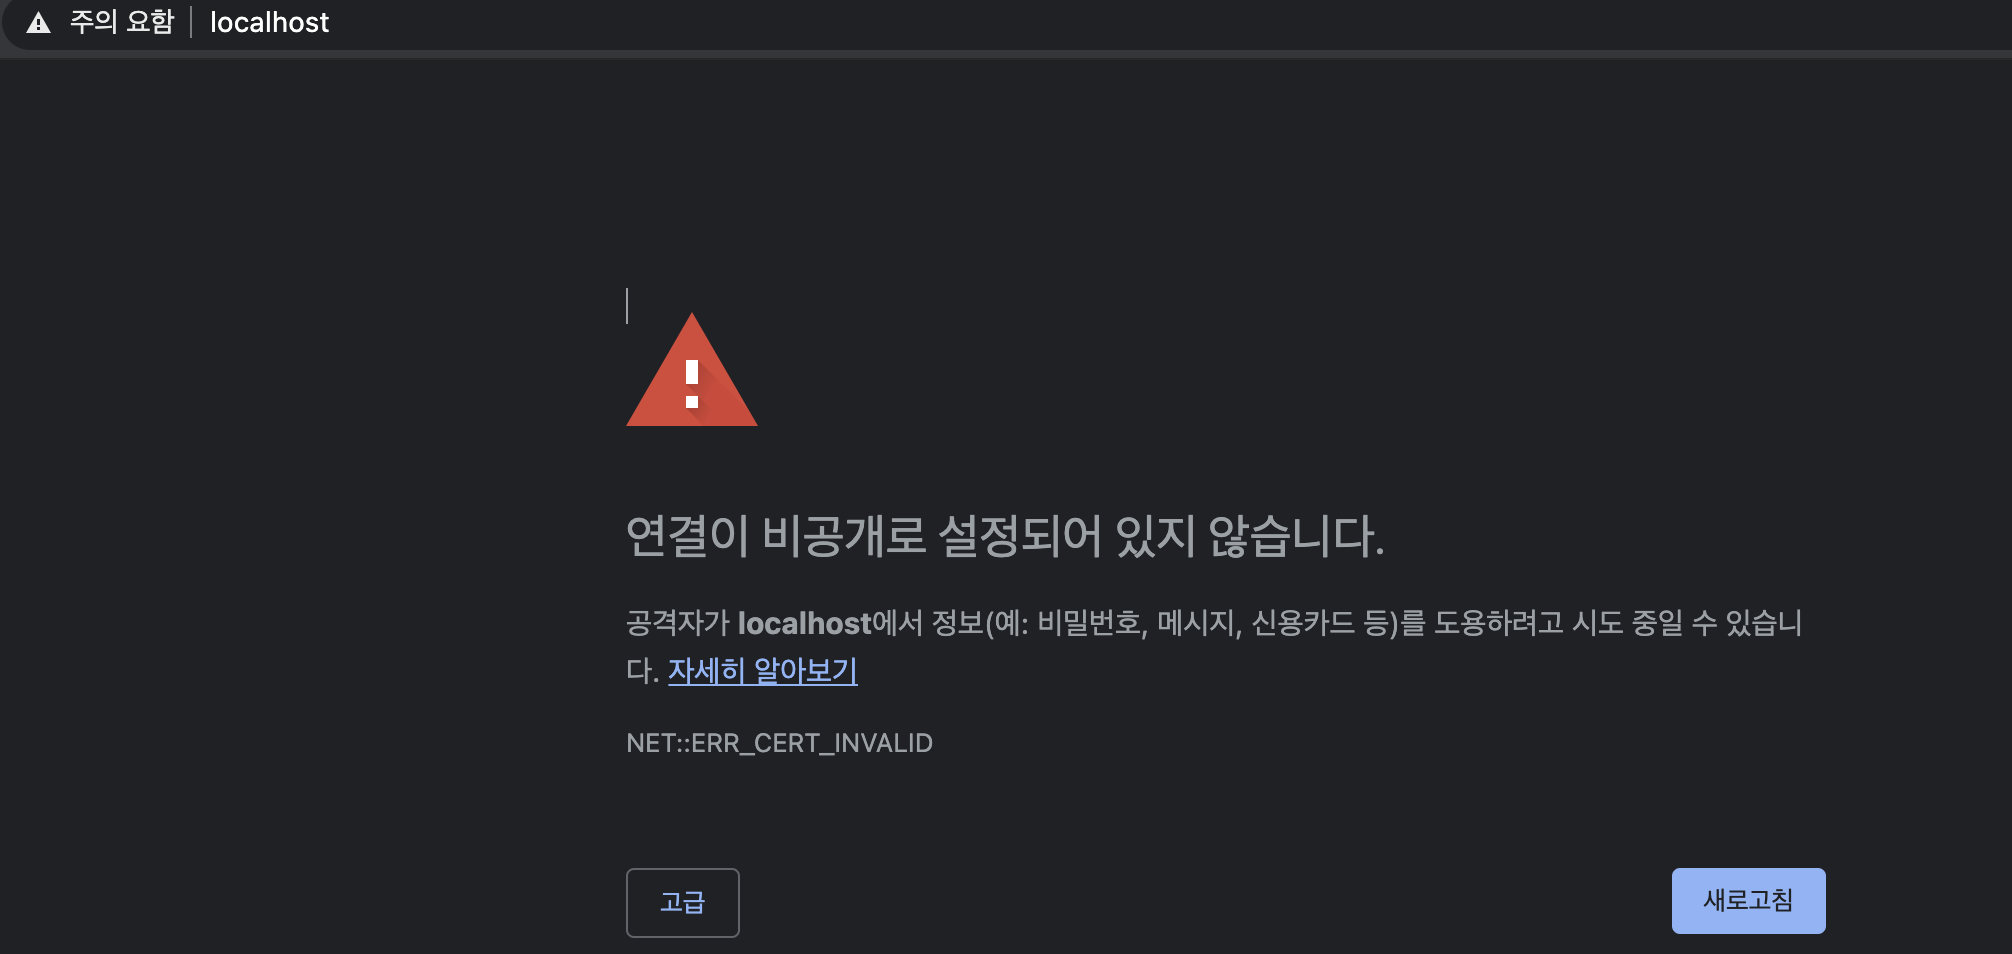 주의 요함 localhost
연결이 비공개로 설정되어 있지 않습니다.
공격자가 localhost에서 정보(예: 비밀번호, 메시지, 신용카드 등)를 도용하려고 시도 중일 수 있습니
다. 자세히 알아보기
NET::ERR_CERT_INVALID
고급 새로고침